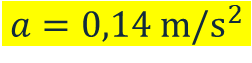 a = 0,14 m/s²